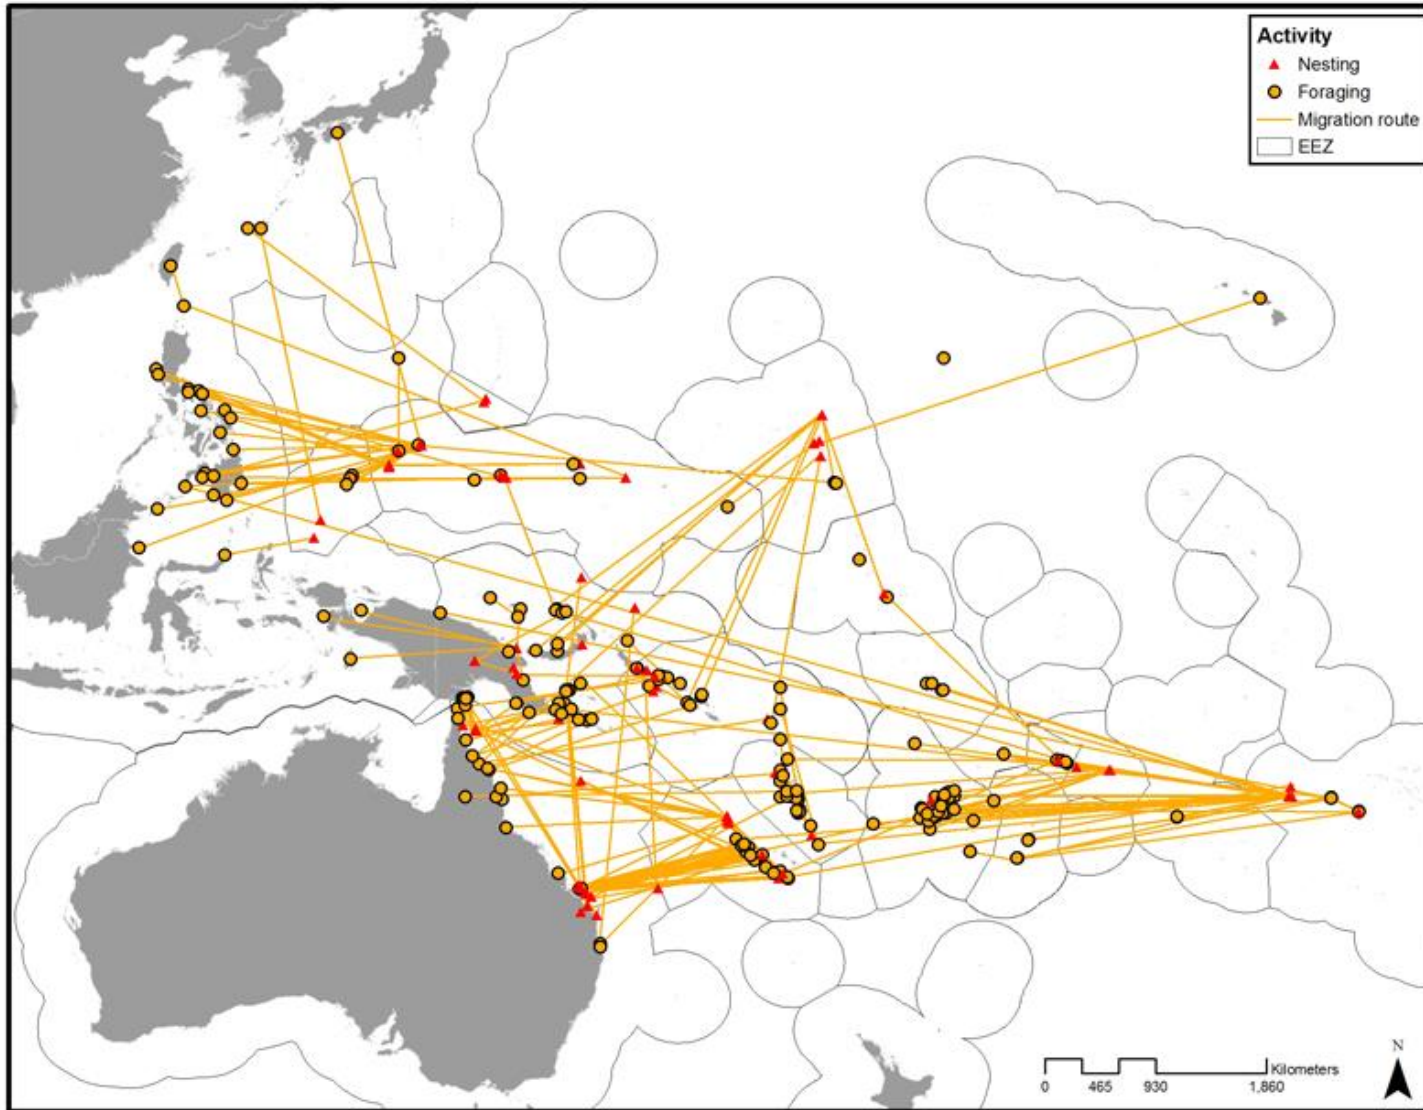 Activity
Nesting
Foraging
Migration route
EEZ
N
Kilometers
0 465 930 1,860